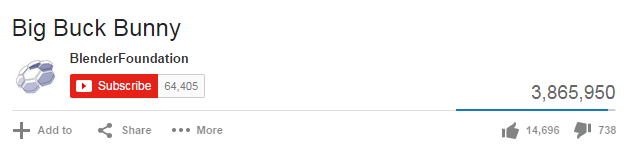 Big Buck Bunny
BlenderFoundation
Subscribe 64,405
3,865,950
Add to Share More 14,696 738